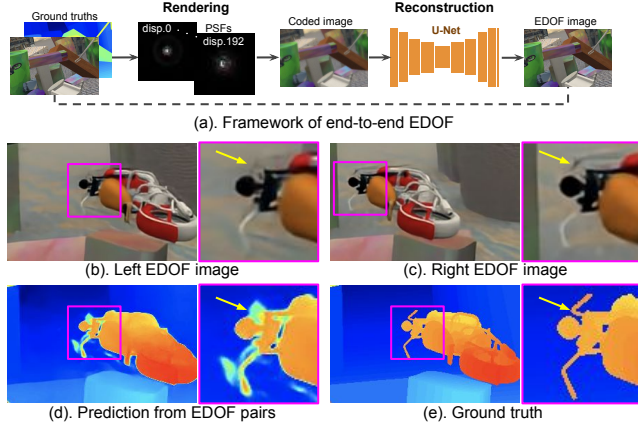 Rendering
Reconstruction
Ground truths
disp.0
PSFs
disp.192
Coded image
U-Net
EDOF image
(a). Framework of end-to-end EDOF
(b). Left EDOF image
(c). Right EDOF image
(d). Prediction from EDOF pairs
(e). Ground truth